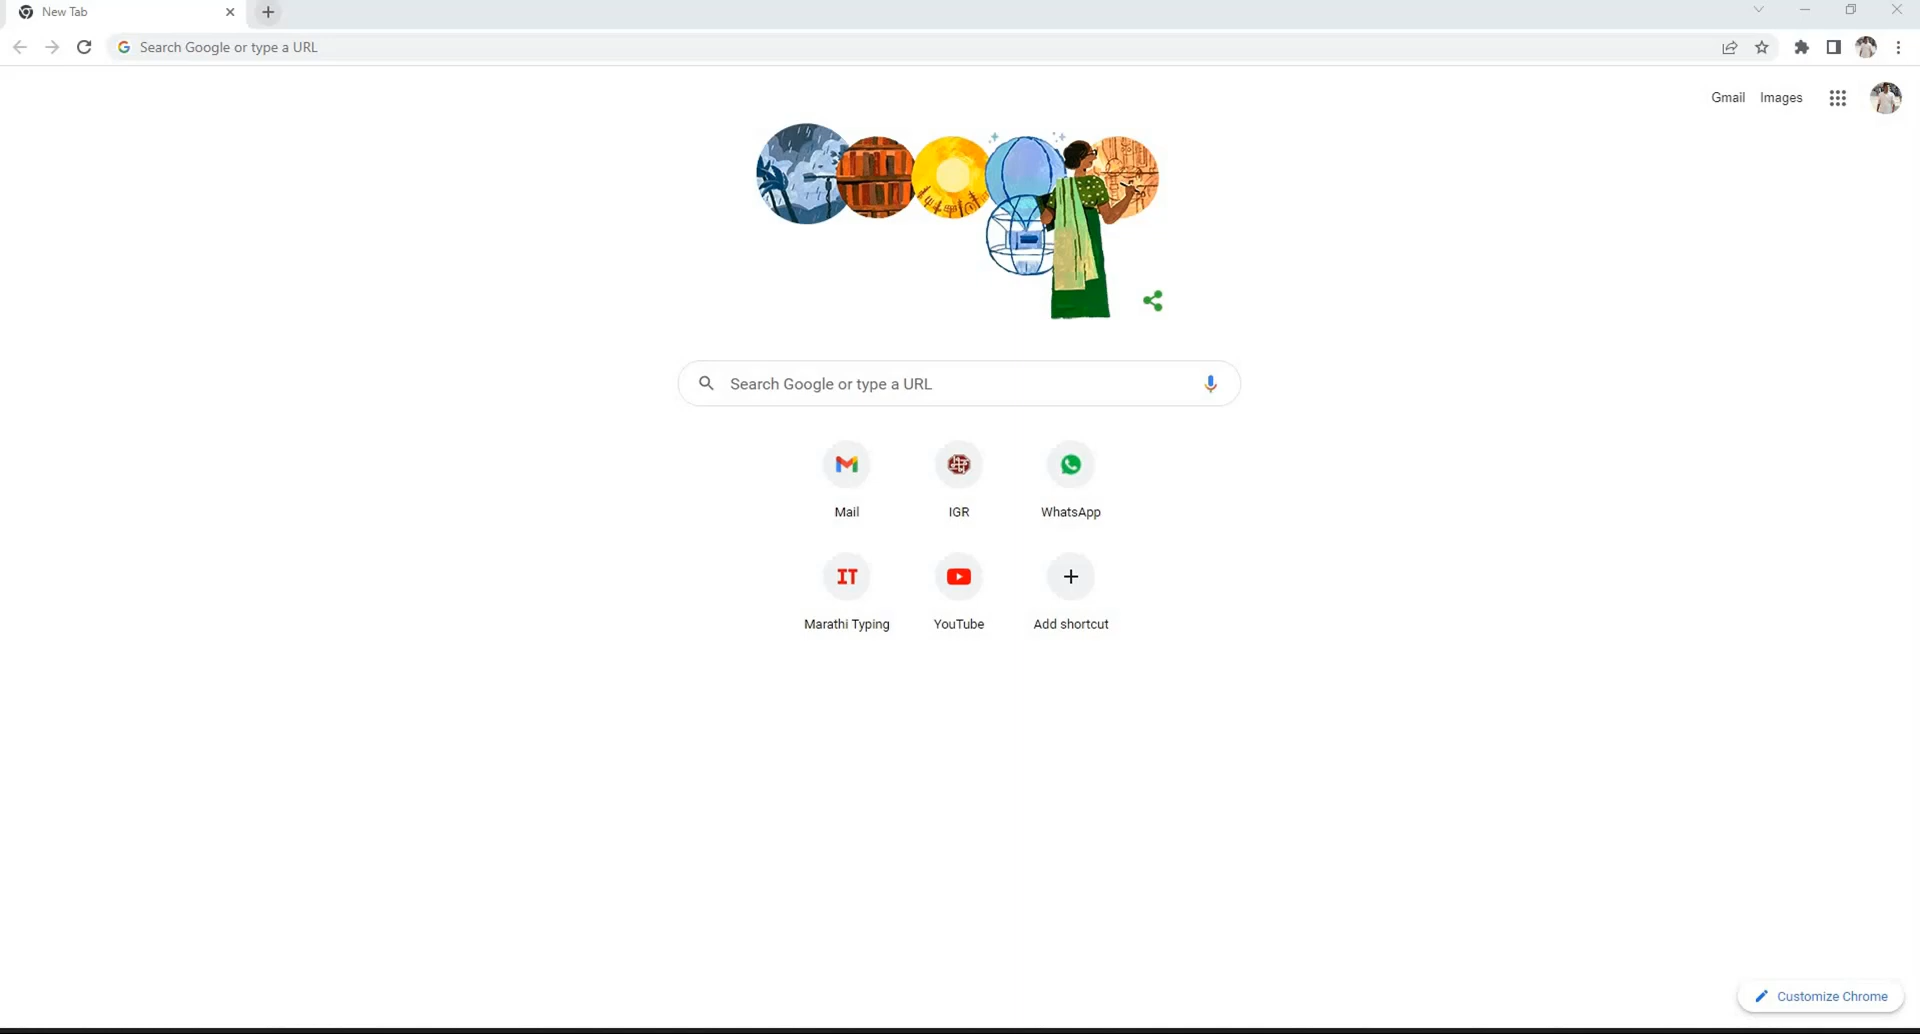 New Tab
Search Google or type a URL
Gmail Images
Search Google or type a URL
Mail IGR WhatsApp
IT
Marathi Typing YouTube Add shortcut
Customize Chrome